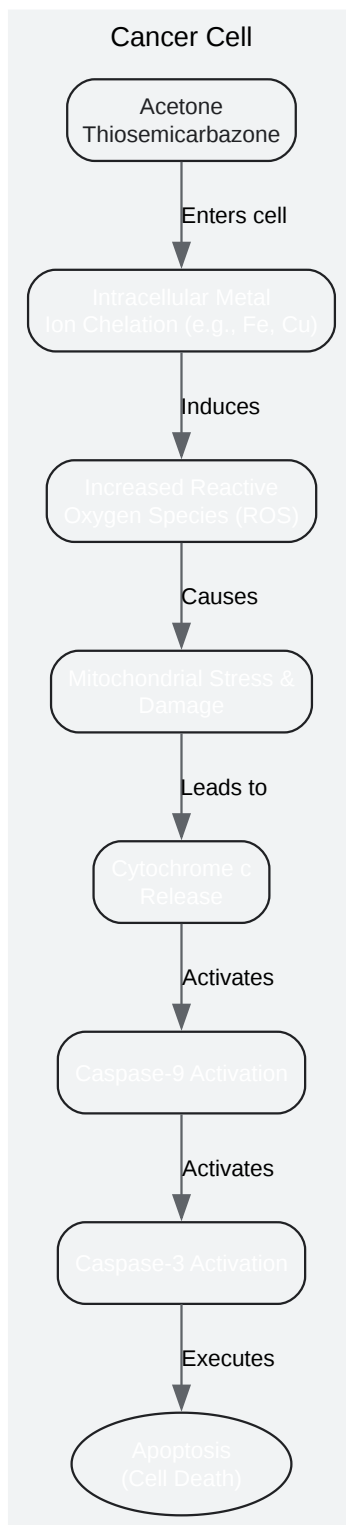 Cancer Cell
Acetone
Thiosemicarbazone
Enters cell
Intracellular Metal
Ion Chelation (e.g., Fe, Cu)
Induces
Increased Reactive
Oxygen Species (ROS)
Causes
Mitochondrial Stress &
Damage
Leads to
Cytochrome c
Release
Activates
Caspase-9 Activation
Activates
Caspase-3 Activation
Executes
Apoptosis
(Cell Death)